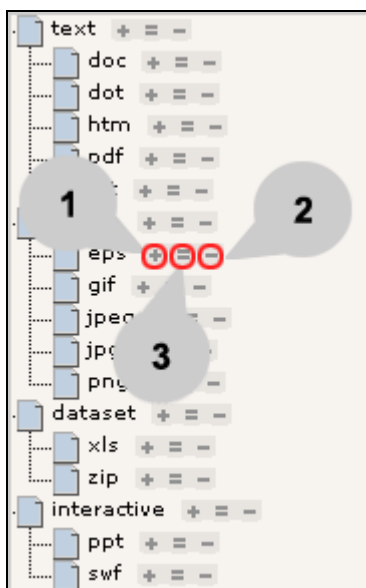 text + = -
doc + = -
dot + = -
htm + = -
pdf = -
+ = -
1
+ = -
2
eps + = -
gif + -
jpeg -
3
jpg -
png -
dataset + = -
xls + = -
zip + = -
interactive + = -
ppt + = -
swf + = -